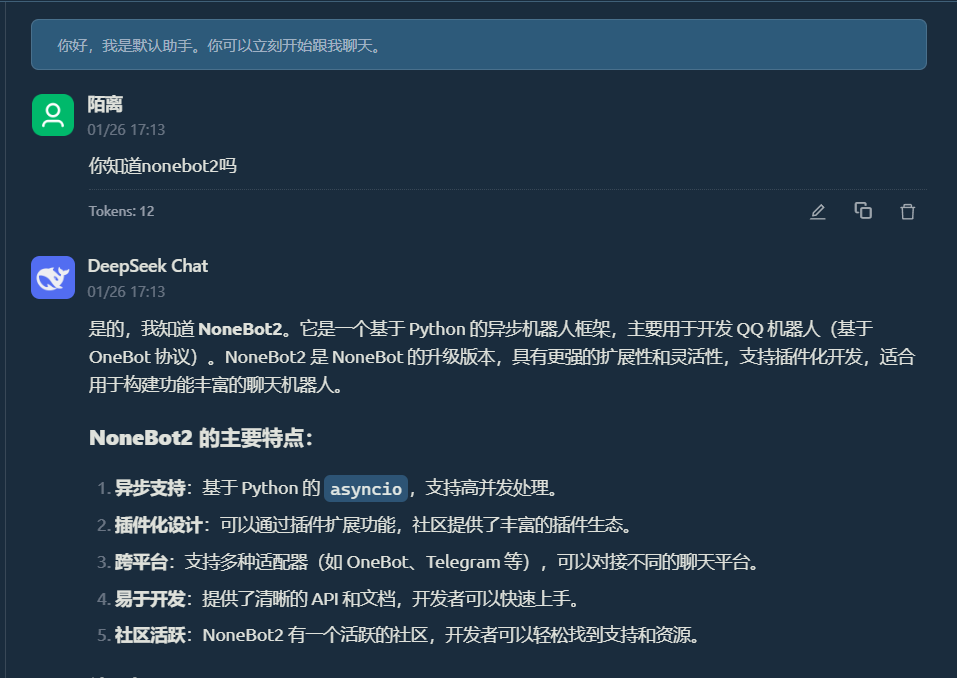 你好，我是默认助手。你可以立刻开始跟我聊天。
陌离
01/26 17:13
你知道nonebot2吗
Tokens: 12
DeepSeek Chat
01/26 17:13
是的，我知道 NoneBot2。它是一个基于 Python 的异步机器人框架，主要用于开发 QQ 机器人（基于
OneBot 协议）。NoneBot2 是 NoneBot 的升级版本，具有更强的扩展性和灵活性，支持插件化开发，适合
用于构建功能丰富的聊天机器人。
NoneBot2 的主要特点：
1. 异步支持：基于 Python 的 asyncio，支持高并发处理。
2. 插件化设计：可以通过插件扩展功能，社区提供了丰富的插件生态。
3. 跨平台：支持多种适配器（如 OneBot、Telegram 等），可以对接不同的聊天平台。
4. 易于开发：提供了清晰的 API 和文档，开发者可以快速上手。
5. 社区活跃：NoneBot2 有一个活跃的社区，开发者可以轻松找到支持和资源。